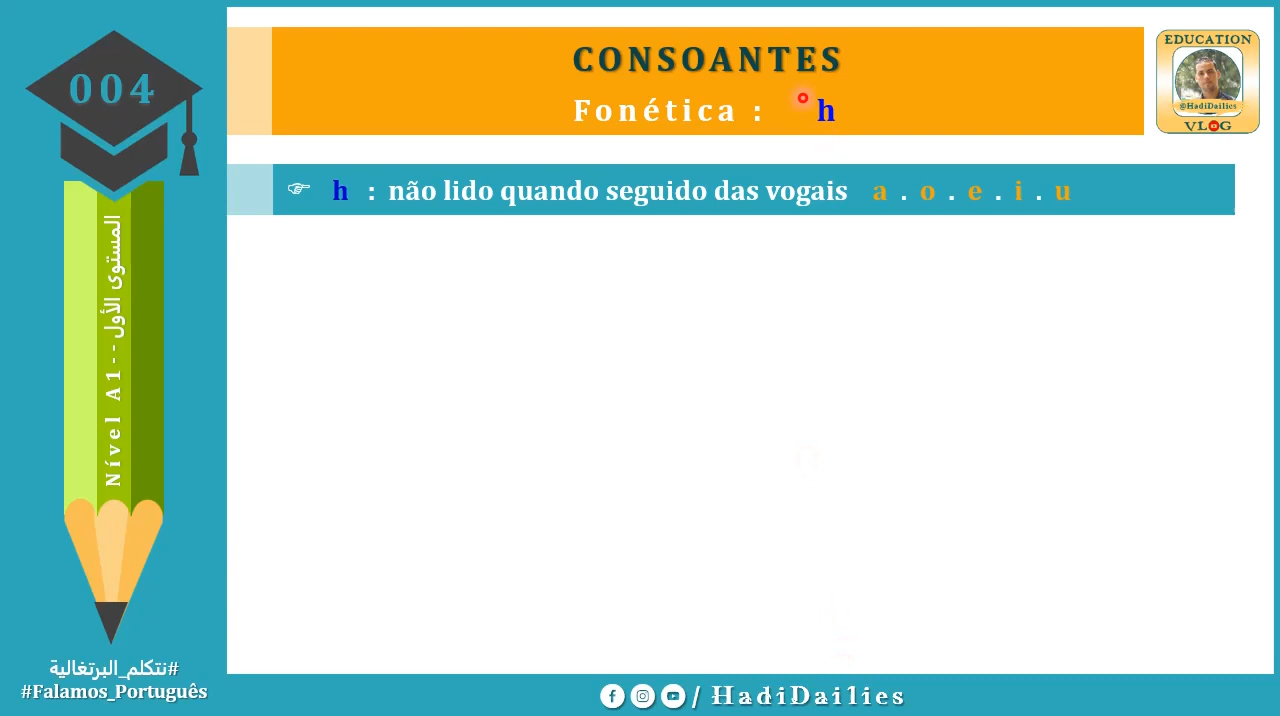 004
المستوى الأول - - Nível A1
#نتكلم_البرتغالية
#Falamos_Português
CONSOANTES
Fonética : h
EDUCATION
@HadiDailies
VLOG
☞ h : não lido quando seguido das vogais a . o . e . i . u
/ HadiDailies